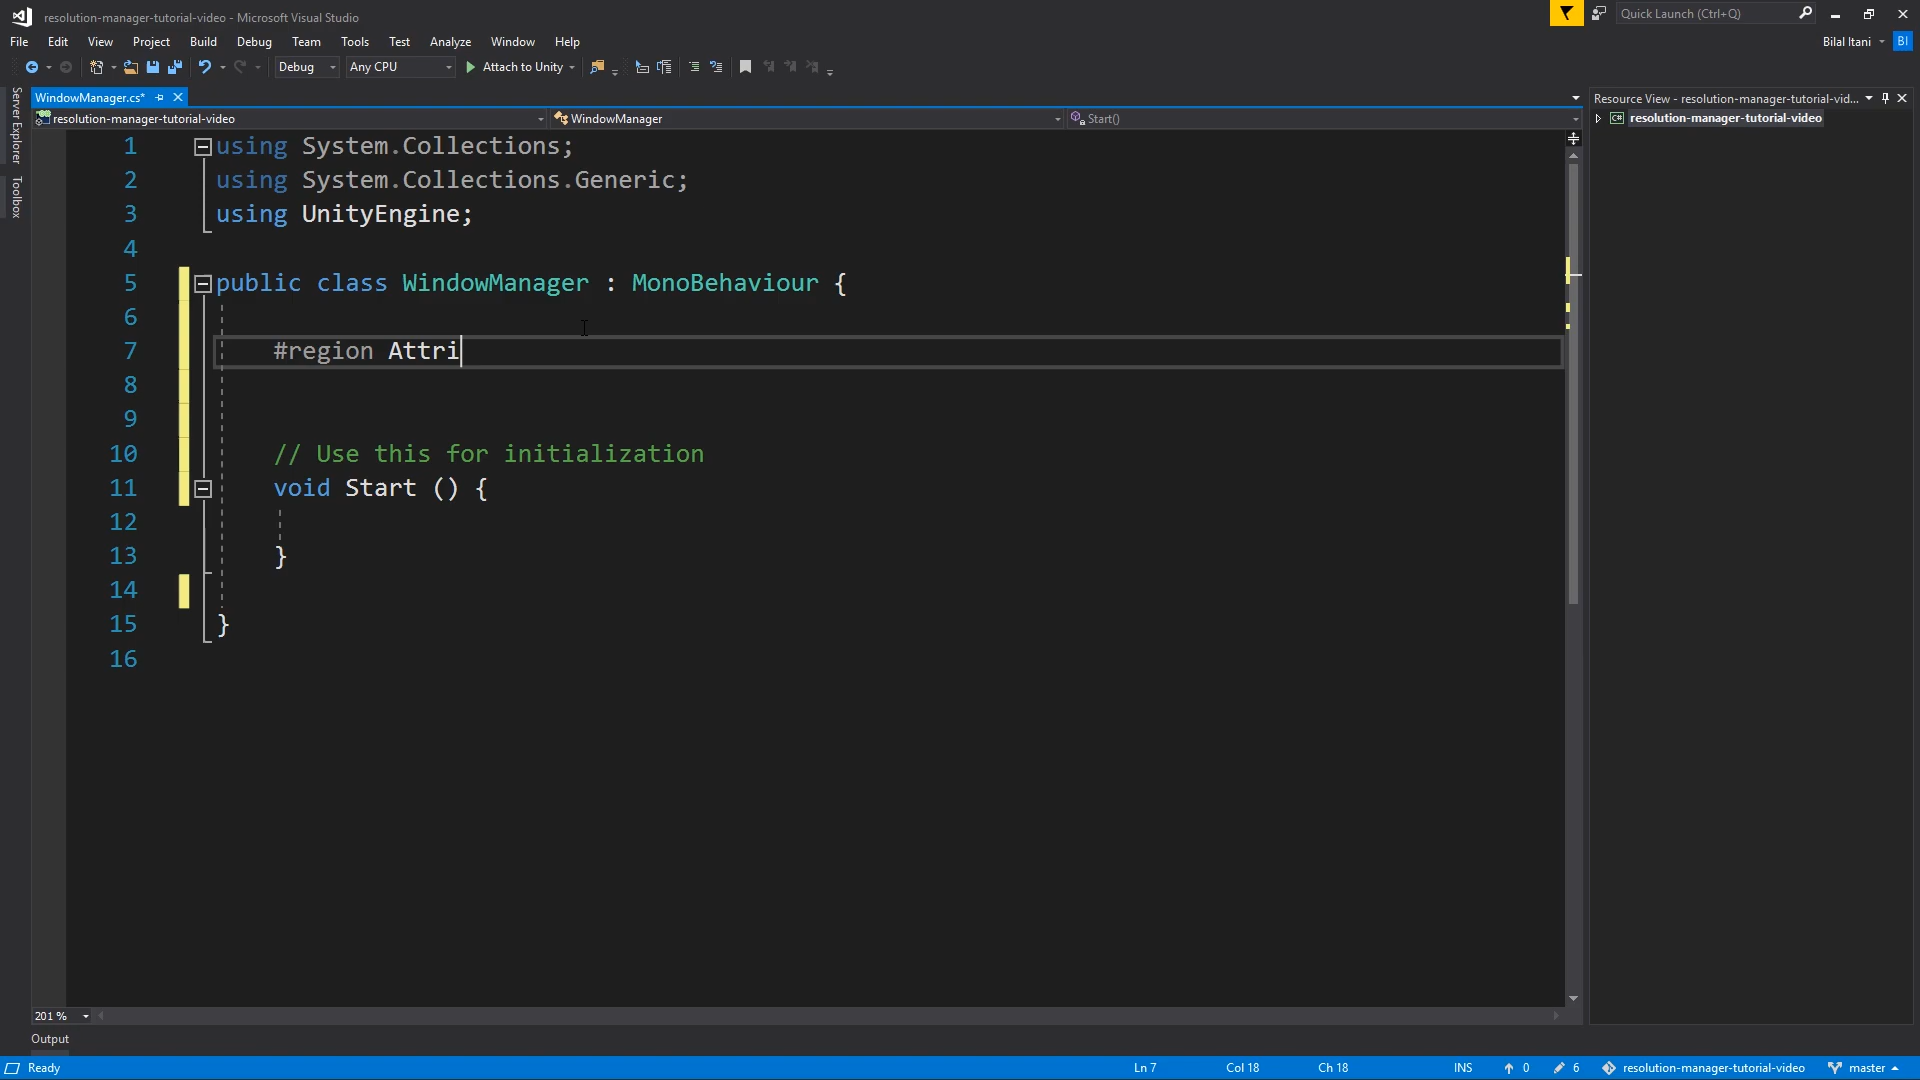 resolution-manager-tutorial-video - Microsoft Visual Studio
Quick Launch (Ctrl+Q)
File Edit View Project Build Debug Team Tools Test Analyze Window Help
Bilal Itani BI
Debug Any CPU Attach to Unity
Server Explorer
Toolbox
WindowManager.cs*
resolution-manager-tutorial-video WindowManager Start()
1 using System.Collections;
2 using System.Collections.Generic;
3 using UnityEngine;
4
5 public class WindowManager : MonoBehaviour {
6
7 #region Attri
8
9
10 // Use this for initialization
11 void Start () {
12
13 }
14
15 }
16
Resource View - resolution-manager-tutorial-vid...
resolution-manager-tutorial-video
201 %
Output
Ready Ln 7 Col 18 Ch 18 INS 0 6 resolution-manager-tutorial-video master